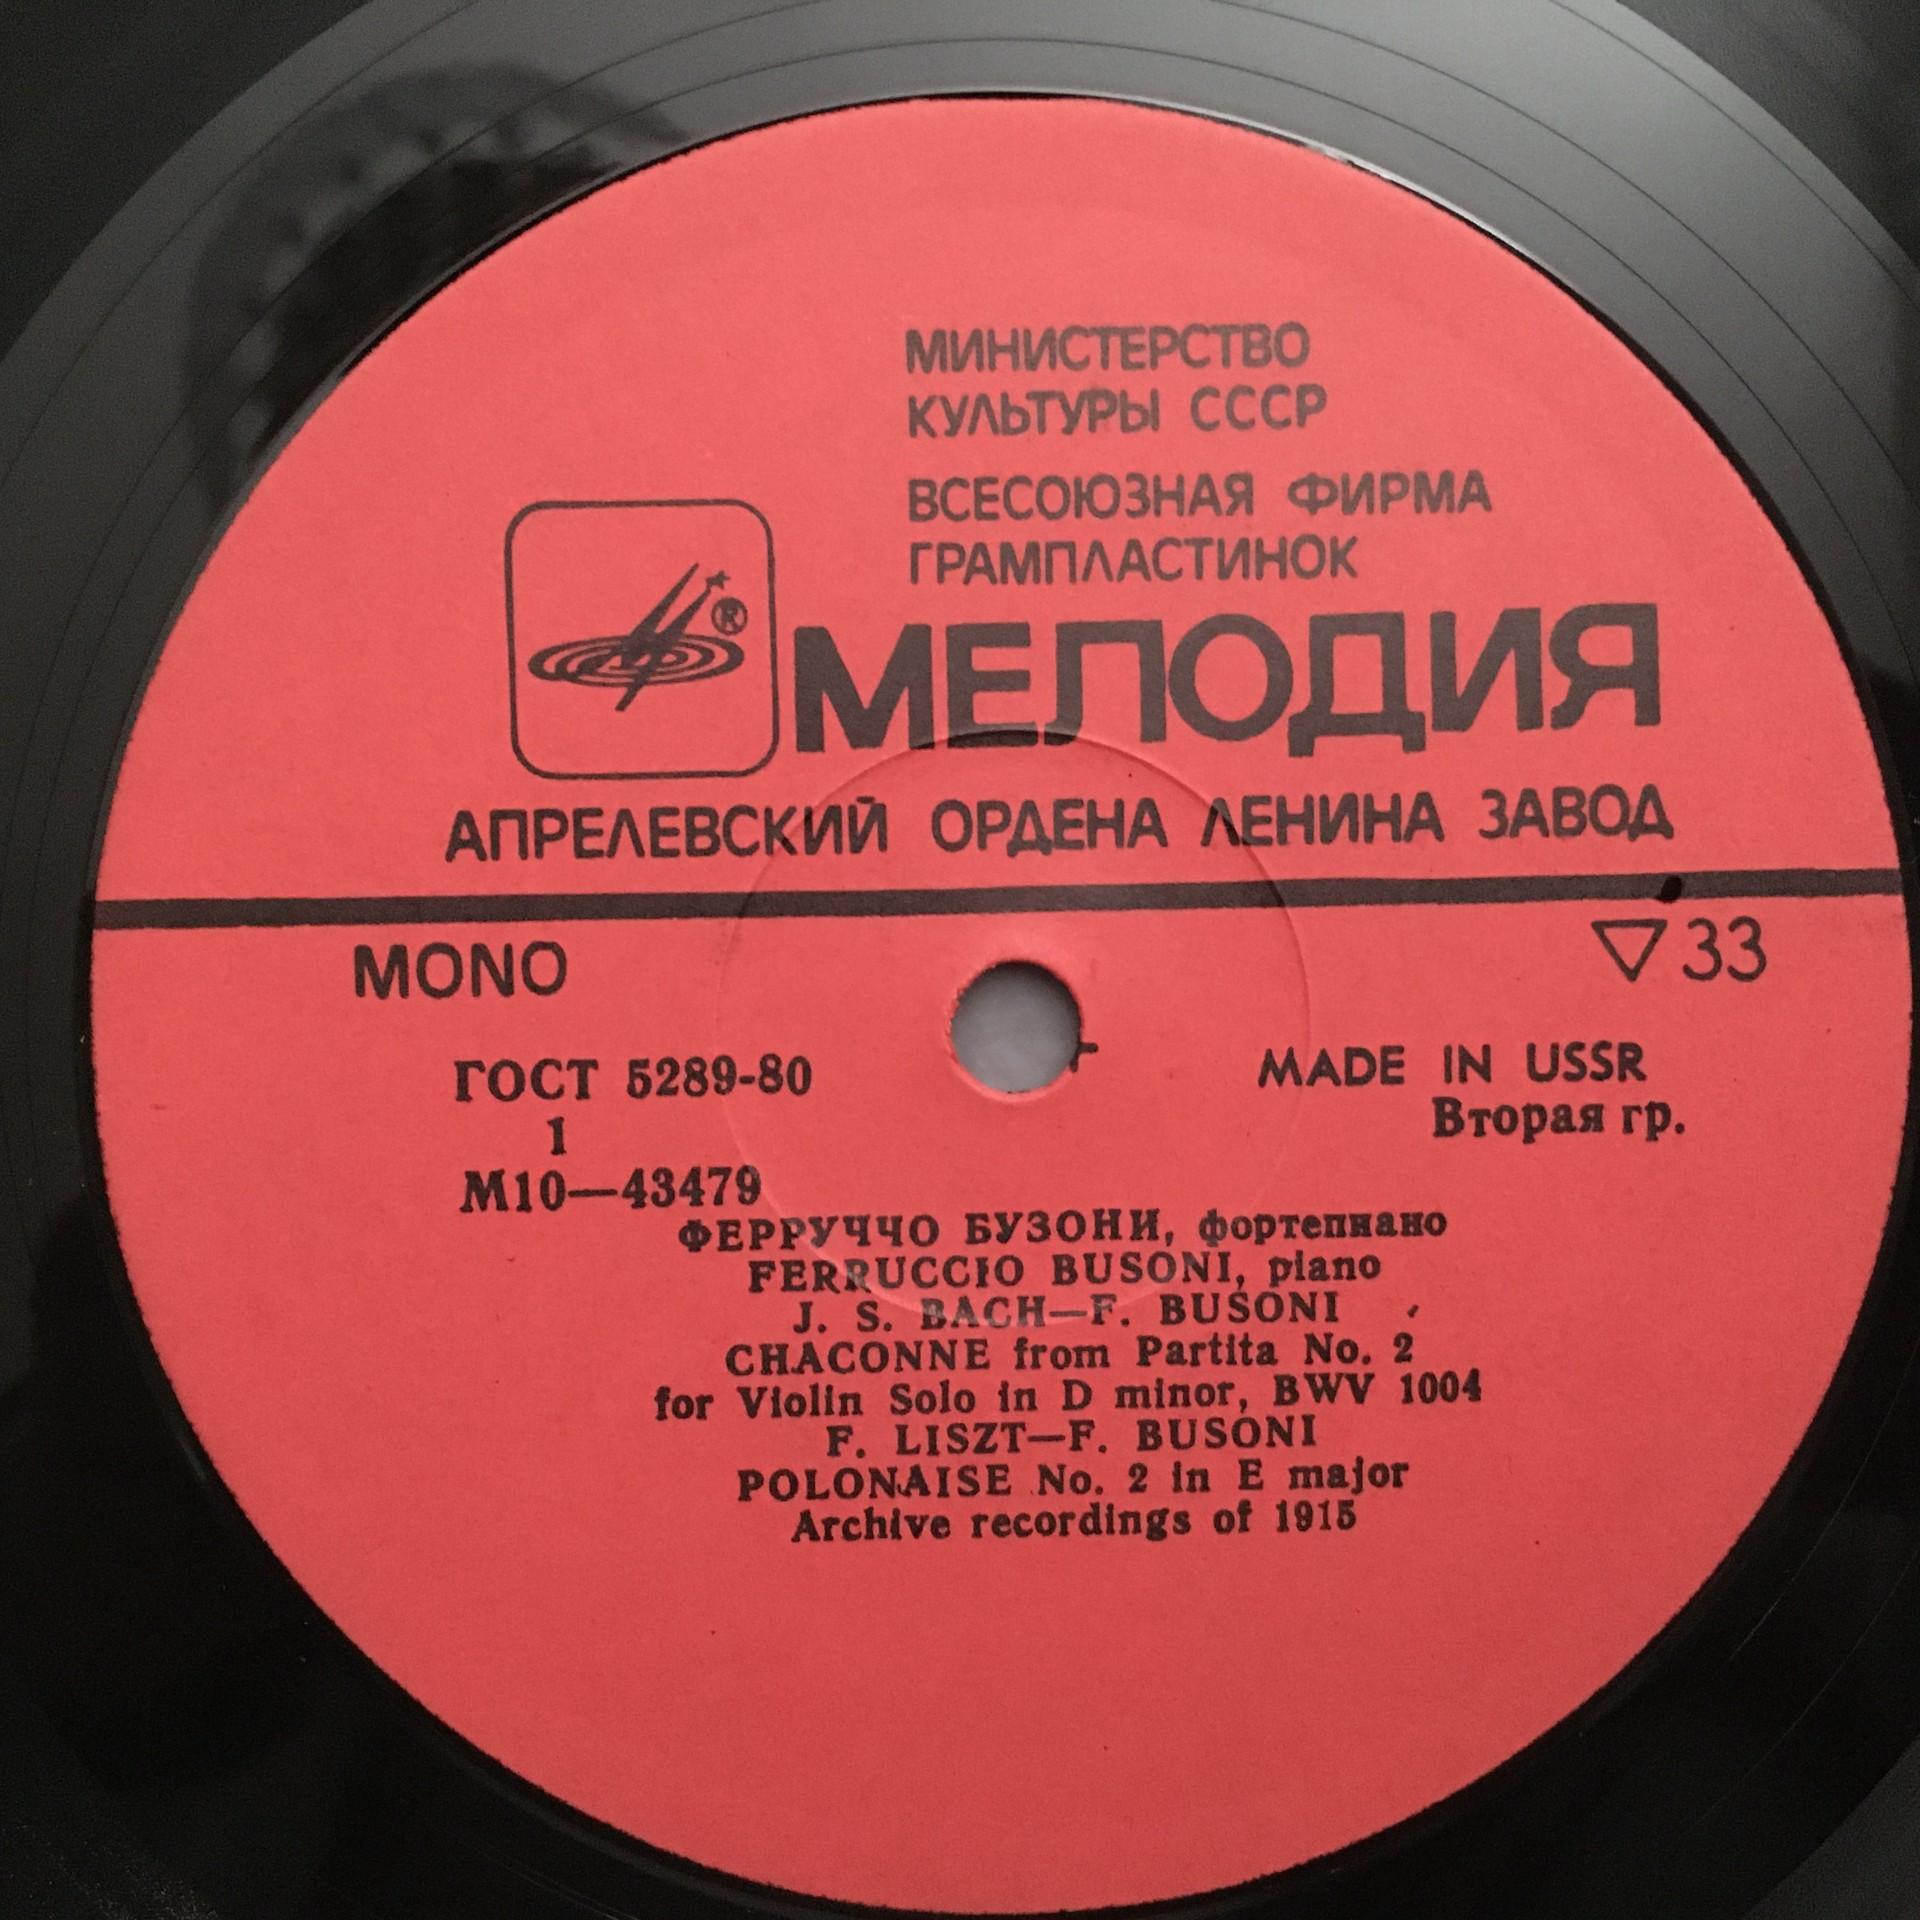 МИНИСТЕРСТВО
КУЛЬТУРЫ СССР
ВСЕСОЮЗНАЯ ФИРМА
ГРАМПЛАСТИНОК
®
МЕЛОДИЯ
АПРЕЛЕВСКИЙ ОРДЕНА ЛЕНИНА ЗАВОД
MONO
▽33
ГОСТ 5289-80
MADE IN USSR
1
Вторая гр.
М10—43479
ФЕРРУЧЧО БУЗОНИ, фортепиано
FERRUCCIO BUSONI, piano
J. S. BACH—F. BUSONI
CHACONNE from Partita No. 2
for Violin Solo in D minor, BWV 1004
F. LISZT—F. BUSONI
POLONAISE No. 2 in E major
Archive recordings of 1915